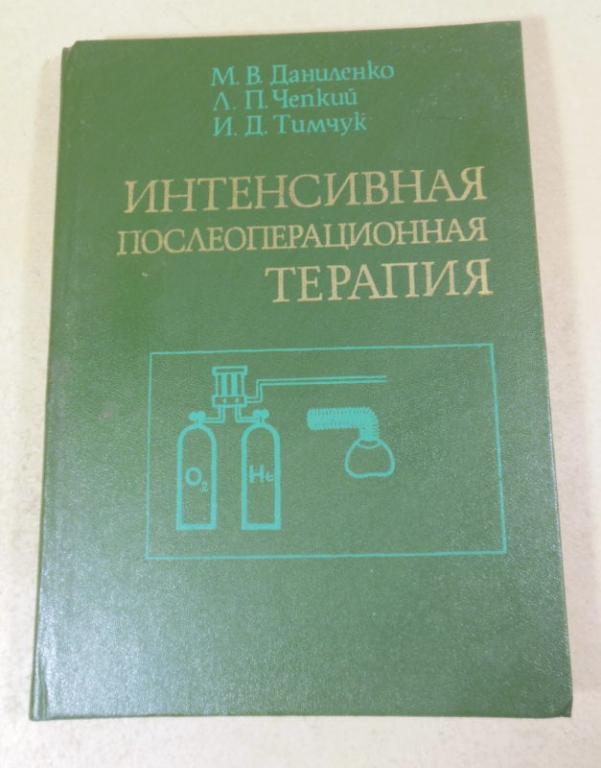 М. В. Даниленко
Л. П. Чепкий
И. Д. Тимчук
ИНТЕНСИВНАЯ
ПОСЛЕОПЕРАЦИОННАЯ
ТЕРАПИЯ
O₂ He